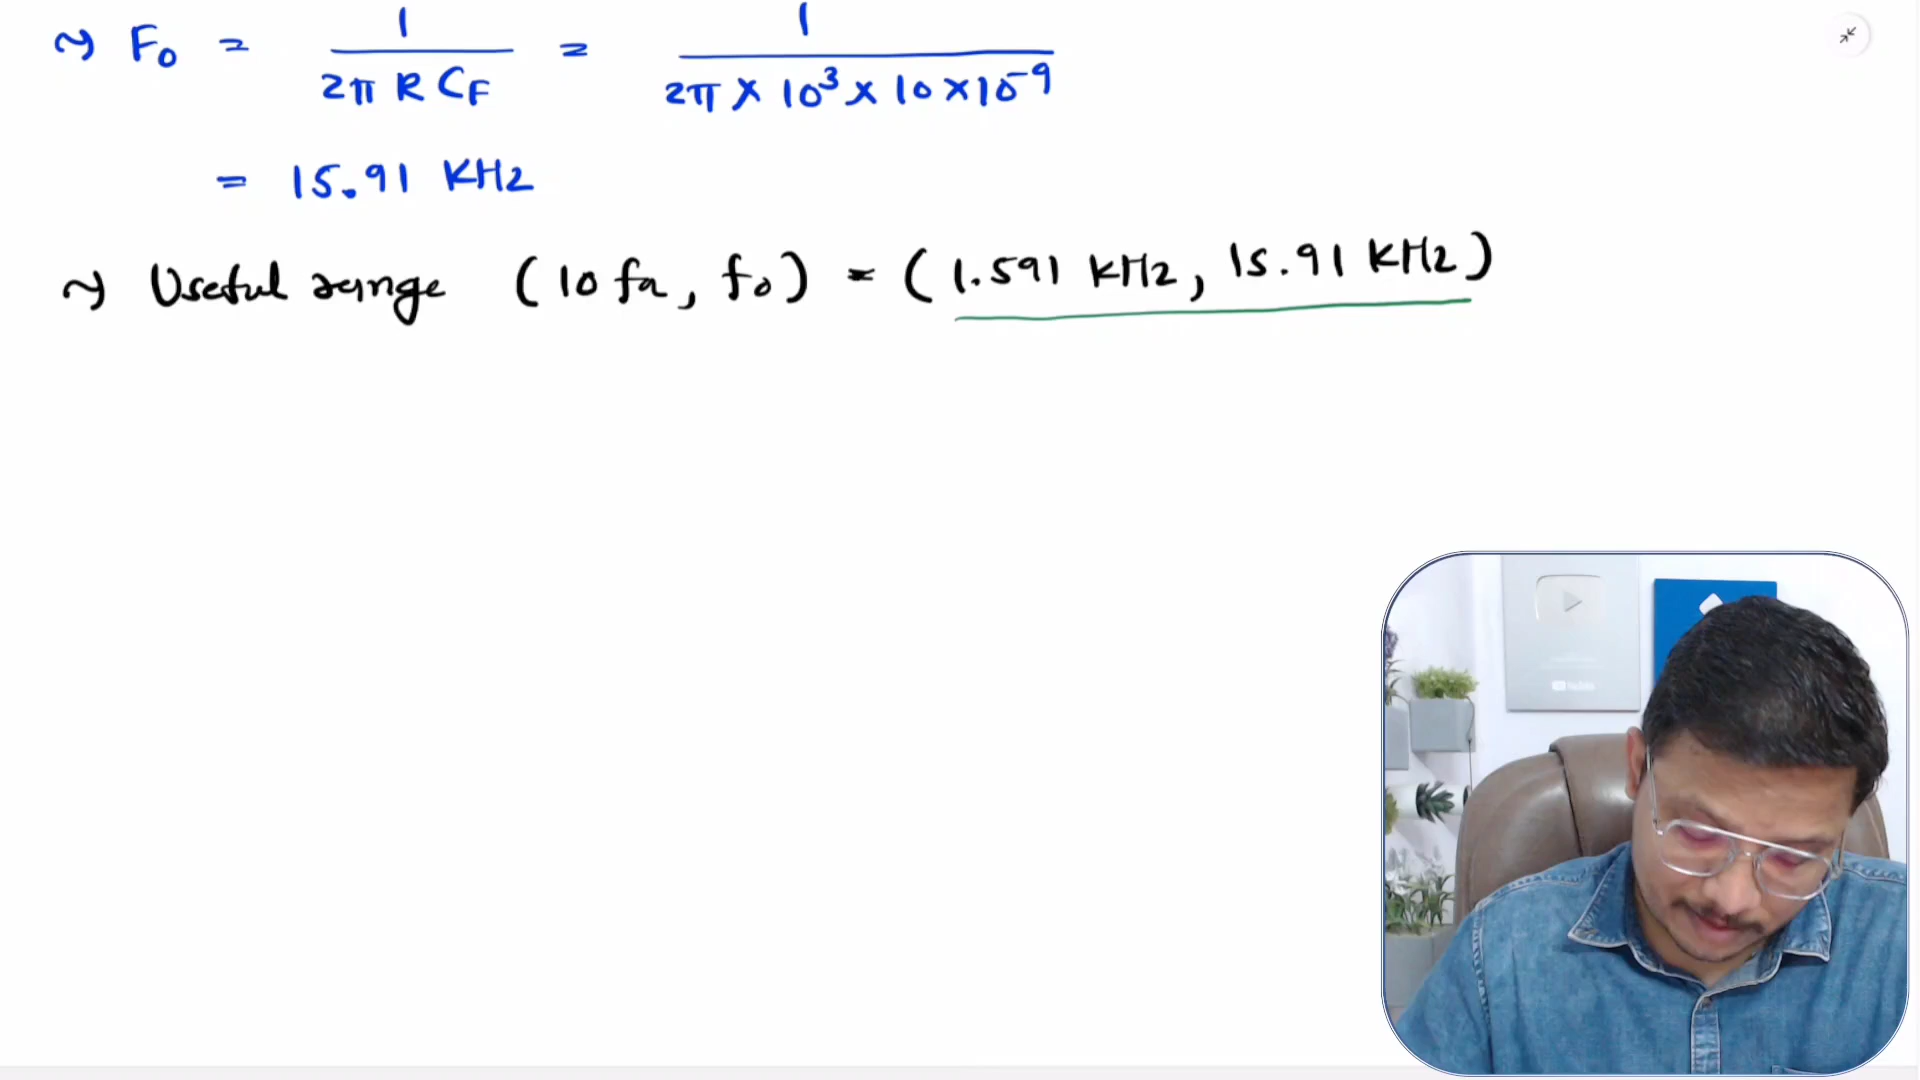 ~) F₀ = 1 / 2π R C_F = 1 / 2π × 10³ × 10 × 10⁻⁹
= 15.91 KHz
~) Useful range (10 fa, f₀) = (1.591 KHz, 15.91 KHz)